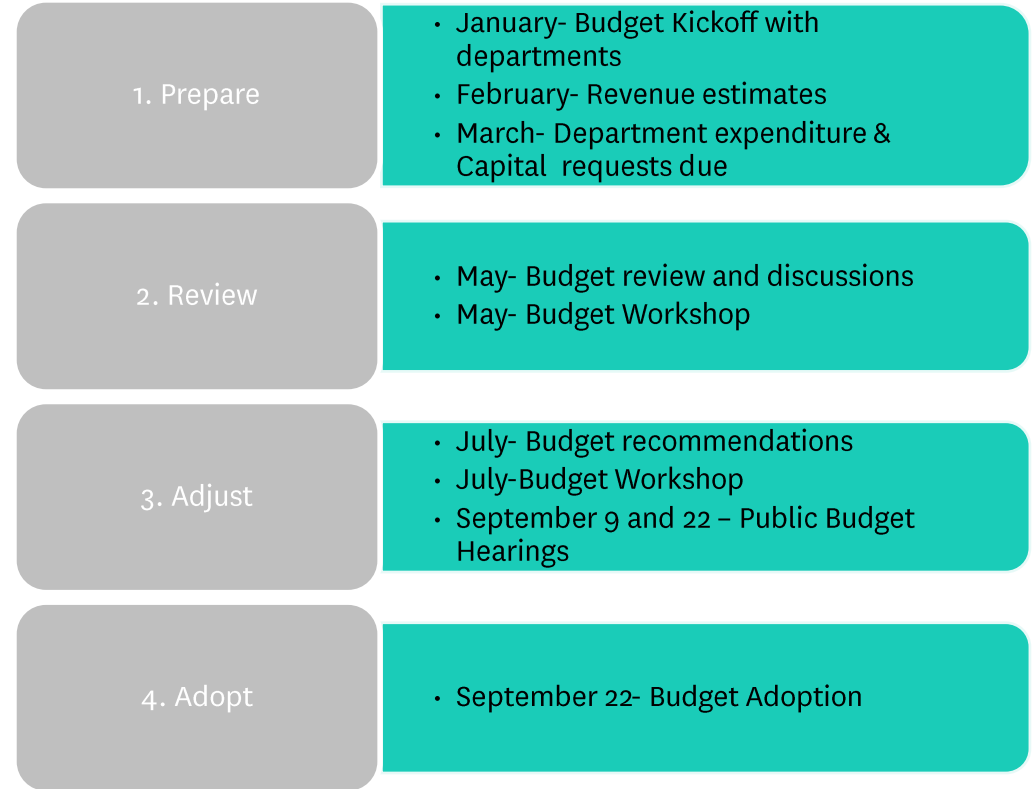 1. Prepare
• January- Budget Kickoff with
departments
• February- Revenue estimates
• March- Department expenditure &
Capital  requests due
2. Review
• May- Budget review and discussions
• May- Budget Workshop
3. Adjust
• July- Budget recommendations
• July-Budget Workshop
• September 9 and 22 – Public Budget
Hearings
4. Adopt
• September 22- Budget Adoption